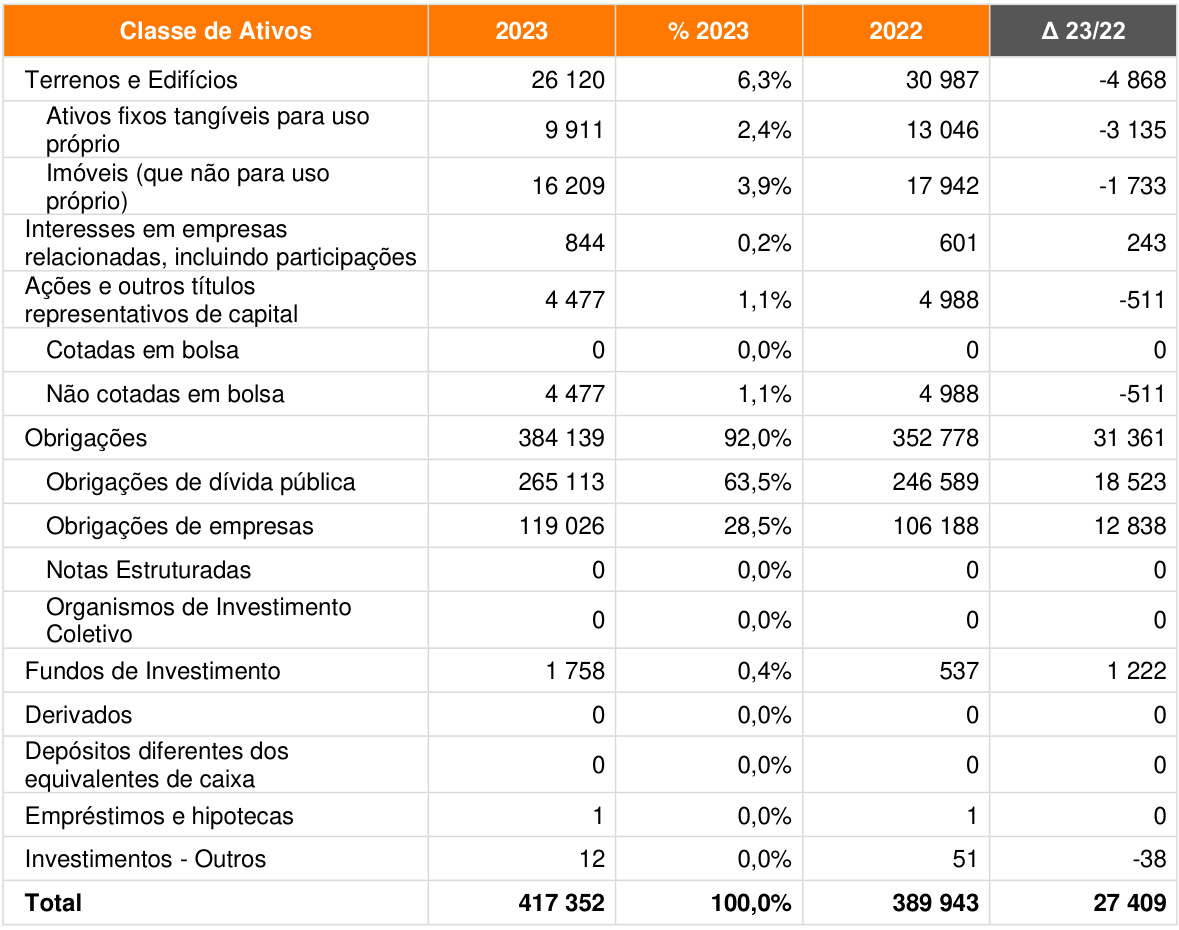 Classe de Ativos 2023 % 2023 2022 Δ 23/22
Terrenos e Edifícios 26 120 6,3% 30 987 -4 868
Ativos fixos tangíveis para uso
próprio 9 911 2,4% 13 046 -3 135
Imóveis (que não para uso
próprio) 16 209 3,9% 17 942 -1 733
Interesses em empresas
relacionadas, incluindo participações 844 0,2% 601 243
Ações e outros títulos
representativos de capital 4 477 1,1% 4 988 -511
Cotadas em bolsa 0 0,0% 0 0
Não cotadas em bolsa 4 477 1,1% 4 988 -511
Obrigações 384 139 92,0% 352 778 31 361
Obrigações de dívida pública 265 113 63,5% 246 589 18 523
Obrigações de empresas 119 026 28,5% 106 188 12 838
Notas Estruturadas 0 0,0% 0 0
Organismos de Investimento
Coletivo 0 0,0% 0 0
Fundos de Investimento 1 758 0,4% 537 1 222
Derivados 0 0,0% 0 0
Depósitos diferentes dos
equivalentes de caixa 0 0,0% 0 0
Empréstimos e hipotecas 1 0,0% 1 0
Investimentos - Outros 12 0,0% 51 -38
Total 417 352 100,0% 389 943 27 409